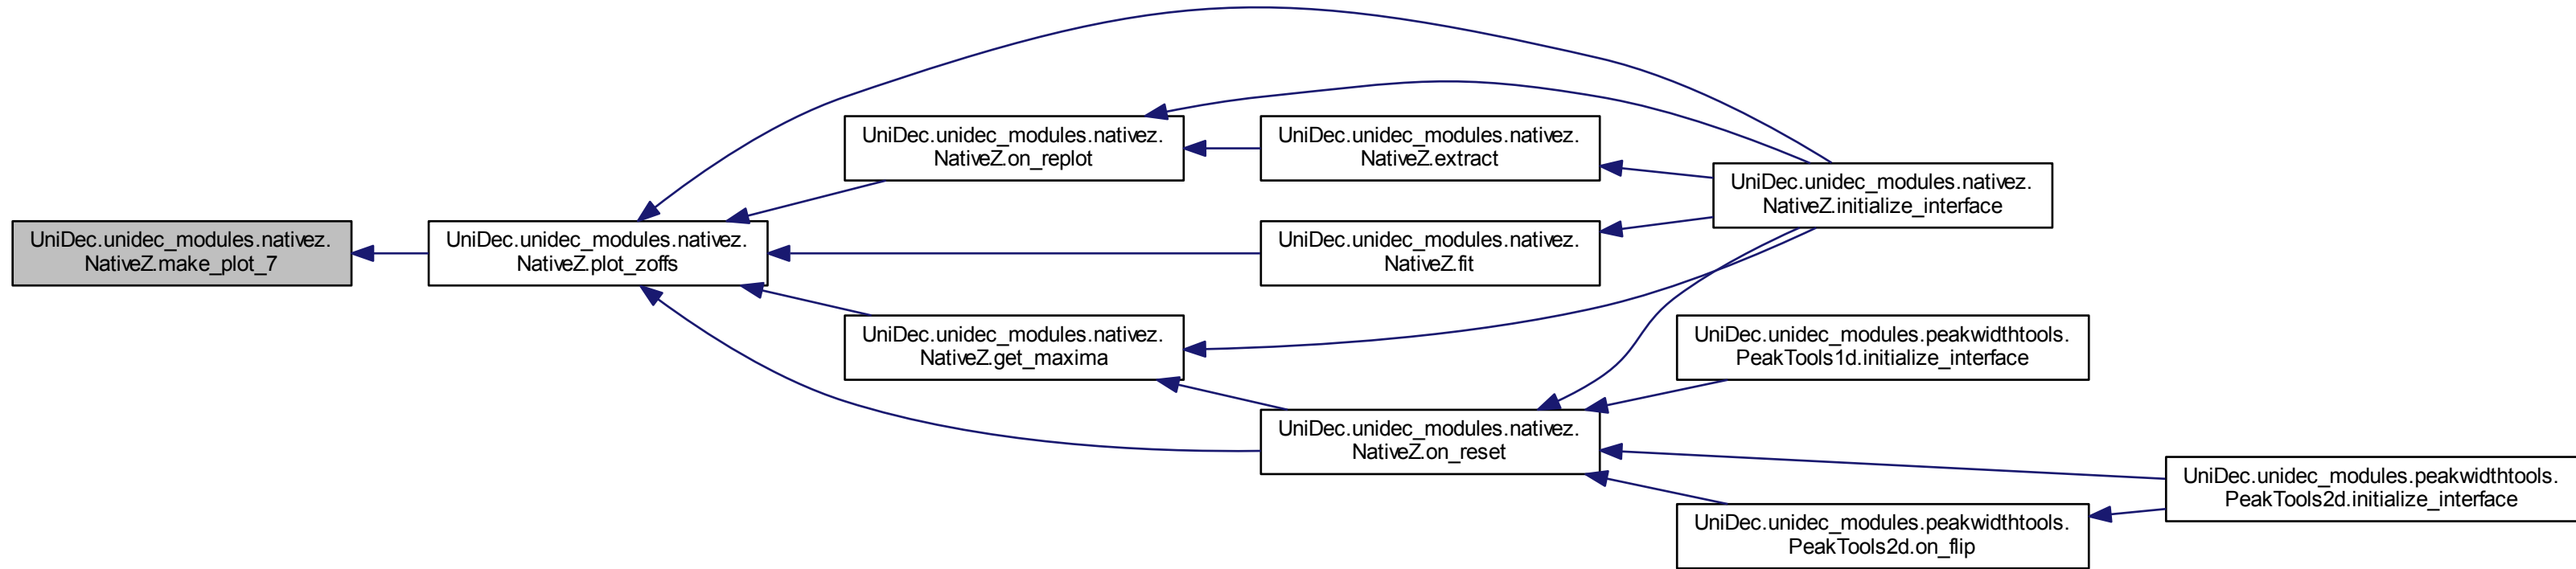 UniDec.unidec_modules.nativez.
NativeZ.make_plot_7
UniDec.unidec_modules.nativez.
NativeZ.plot_zoffs
UniDec.unidec_modules.nativez.
NativeZ.on_replot
UniDec.unidec_modules.nativez.
NativeZ.get_maxima
UniDec.unidec_modules.nativez.
NativeZ.extract
UniDec.unidec_modules.nativez.
NativeZ.fit
UniDec.unidec_modules.nativez.
NativeZ.on_reset
UniDec.unidec_modules.nativez.
NativeZ.initialize_interface
UniDec.unidec_modules.peakwidthtools.
PeakTools1d.initialize_interface
UniDec.unidec_modules.peakwidthtools.
PeakTools2d.on_flip
UniDec.unidec_modules.peakwidthtools.
PeakTools2d.initialize_interface